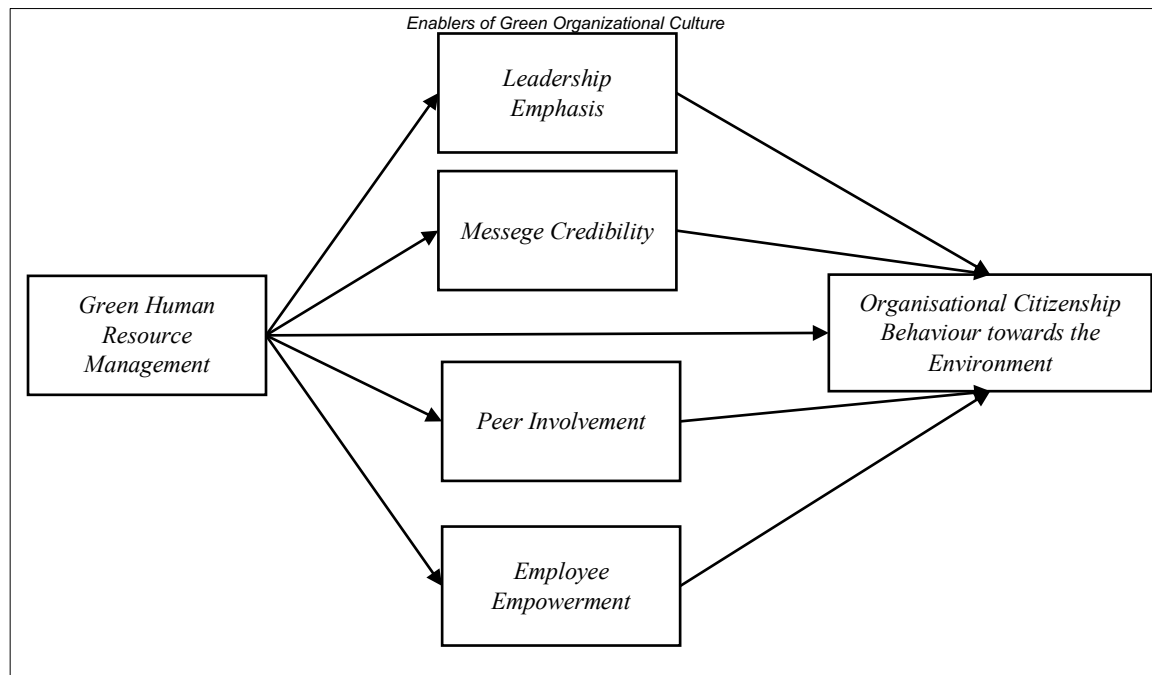 Enablers of Green Organizational Culture
Leadership
Emphasis
Messege Credibility
Green Human
Resource
Management
Organisational Citizenship
Behaviour towards the
Environment
Peer Involvement
Employee
Empowerment